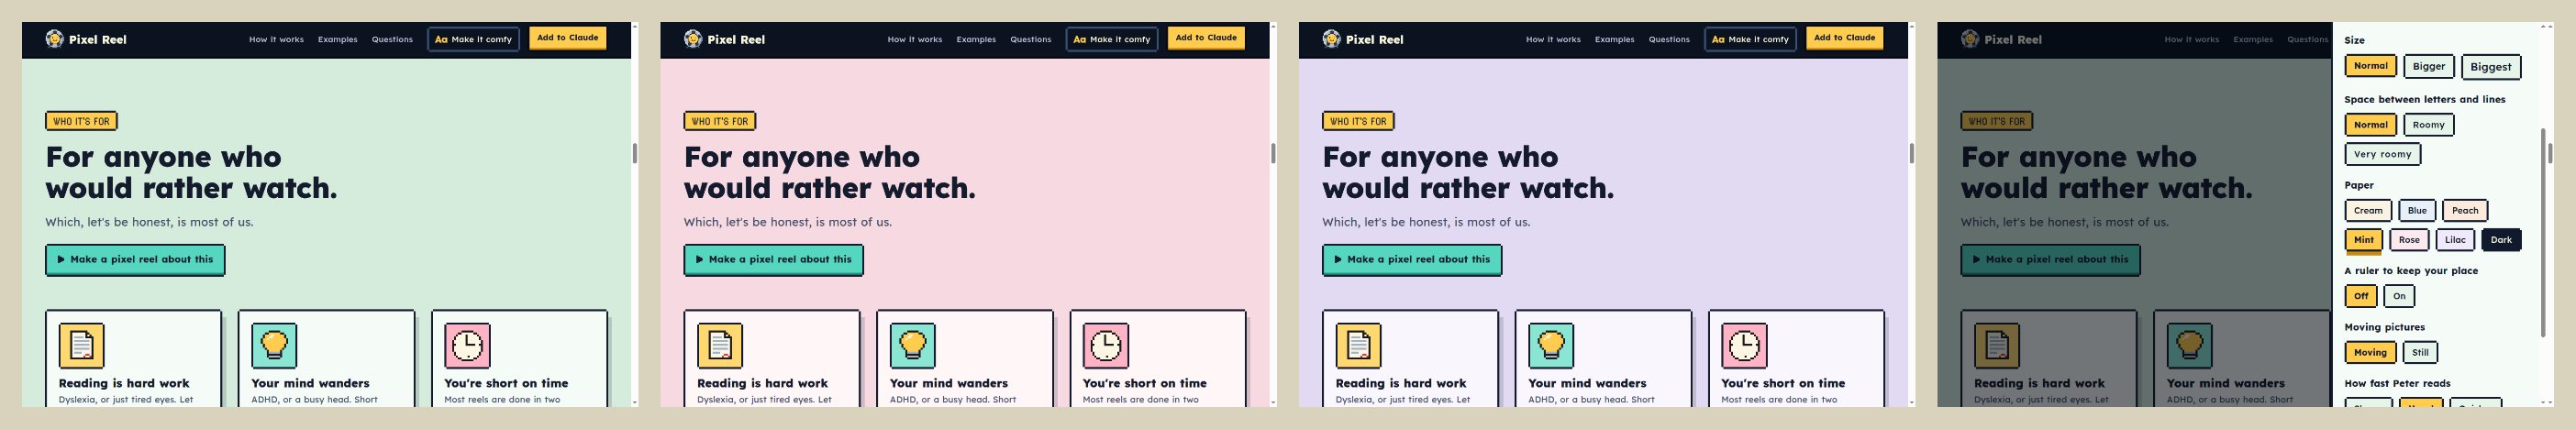 Pixel Reel
How it works
Examples
Questions
Aa Make it comfy
Add to Claude
WHO IT'S FOR
For anyone who
would rather watch.
Which, let's be honest, is most of us.
Make a pixel reel about this
Reading is hard work
Dyslexia, or just tired eyes. Let
Your mind wanders
ADHD, or a busy head. Short
You're short on time
Most reels are done in two
Pixel Reel
How it works
Examples
Questions
Aa Make it comfy
Add to Claude
WHO IT'S FOR
For anyone who
would rather watch.
Which, let's be honest, is most of us.
Make a pixel reel about this
Reading is hard work
Dyslexia, or just tired eyes. Let
Your mind wanders
ADHD, or a busy head. Short
You're short on time
Most reels are done in two
Pixel Reel
How it works
Examples
Questions
Aa Make it comfy
Add to Claude
WHO IT'S FOR
For anyone who
would rather watch.
Which, let's be honest, is most of us.
Make a pixel reel about this
Reading is hard work
Dyslexia, or just tired eyes. Let
Your mind wanders
ADHD, or a busy head. Short
You're short on time
Most reels are done in two
Pixel Reel
How it works
Examples
Questions
WHO IT'S FOR
For anyone who
would rather watch.
Which, let's be honest, is most of us.
Make a pixel reel about this
Reading is hard work
Dyslexia, or just tired eyes. Let
Your mind wanders
ADHD, or a busy head. Short
Size
Normal Bigger Biggest
Space between letters and lines
Normal Roomy
Very roomy
Paper
Cream Blue Peach
Mint Rose Lilac Dark
A ruler to keep your place
Off On
Moving pictures
Moving Still
How fast Peter reads